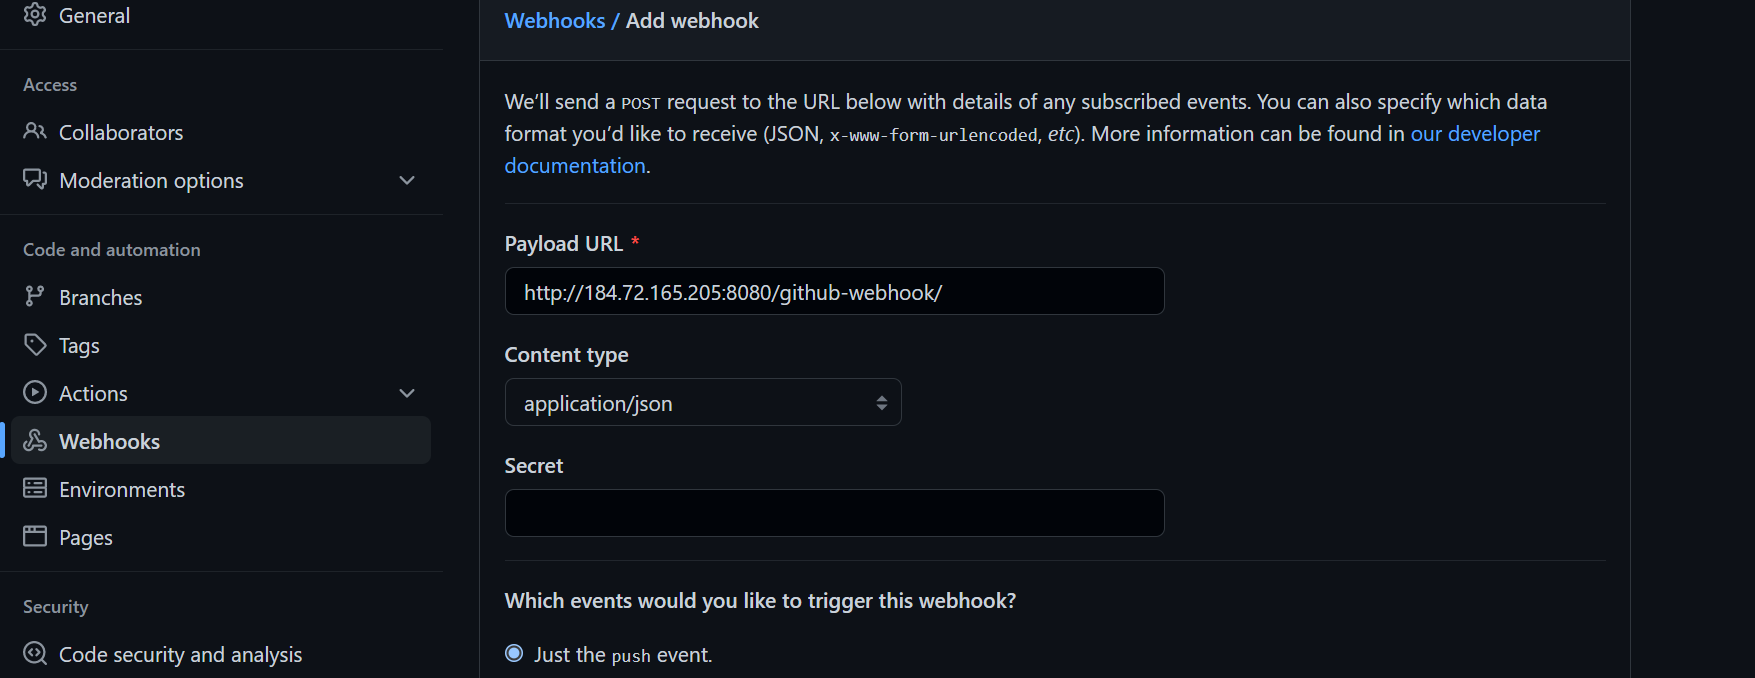 General
Access
Collaborators
Moderation options
Code and automation
Branches
Tags
Actions
Webhooks
Environments
Pages
Security
Code security and analysis
Webhooks / Add webhook
We’ll send a POST request to the URL below with details of any subscribed events. You can also specify which data
format you’d like to receive (JSON, x-www-form-urlencoded, etc). More information can be found in our developer
documentation.
Payload URL *
http://184.72.165.205:8080/github-webhook/
Content type
application/json
Secret
Which events would you like to trigger this webhook?
Just the push event.